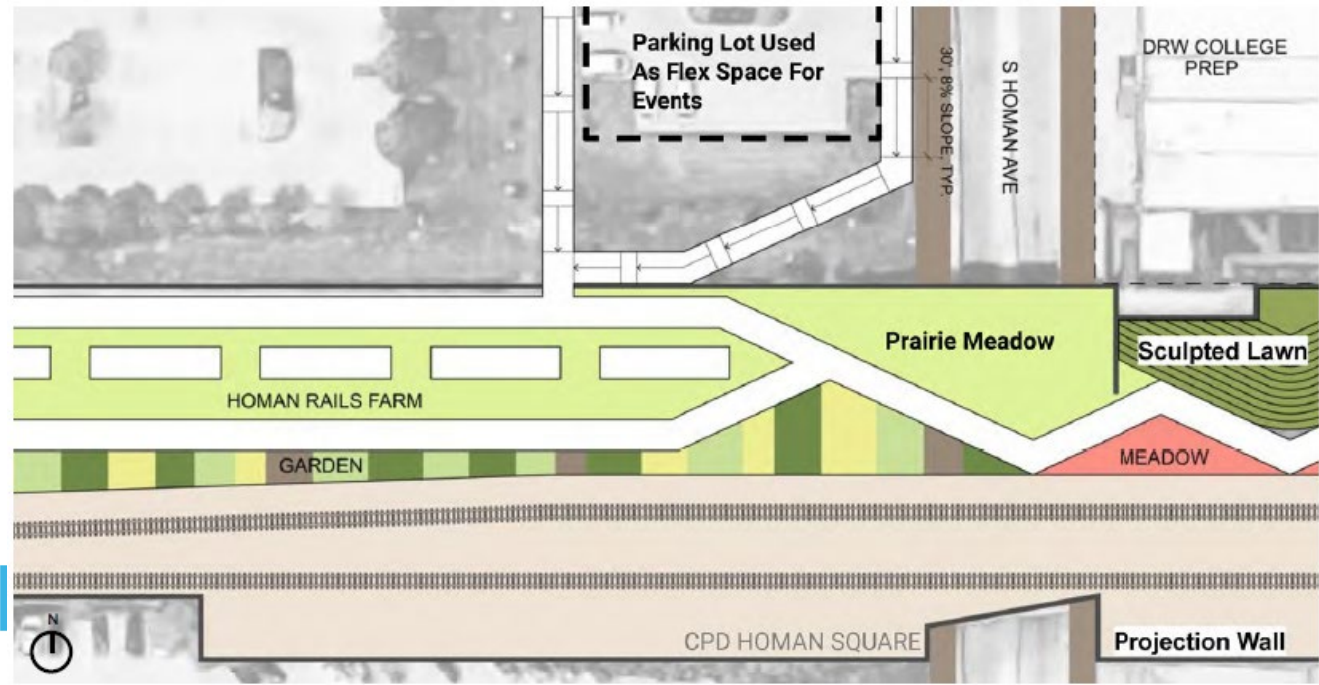 Parking Lot Used
As Flex Space For
Events
30', 8% SLOPE, TYP.
S HOMAN AVE
DRW COLLEGE
PREP
Prairie Meadow
Sculpted Lawn
HOMAN RAILS FARM
GARDEN
MEADOW
N
CPD HOMAN SQUARE
Projection Wall